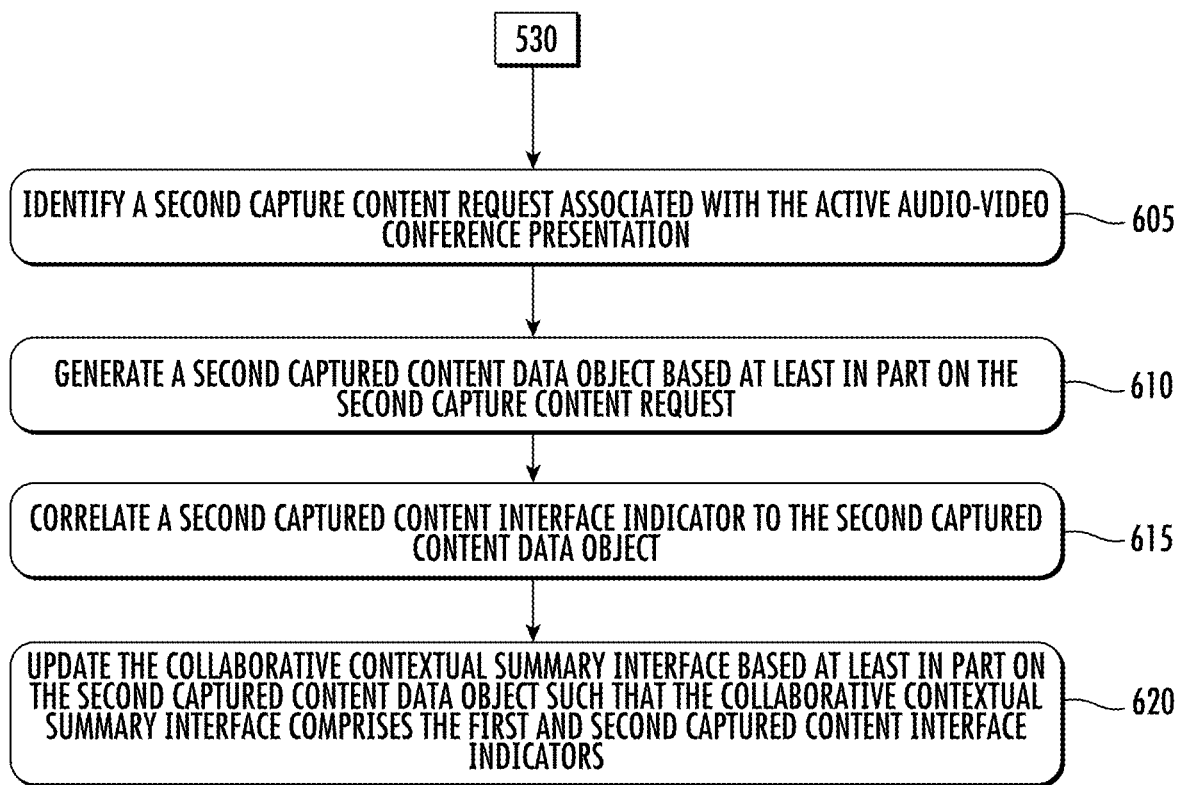 530
IDENTIFY A SECOND CAPTURE CONTENT REQUEST ASSOCIATED WITH THE ACTIVE AUDIO-VIDEO
CONFERENCE PRESENTATION
605
GENERATE A SECOND CAPTURED CONTENT DATA OBJECT BASED AT LEAST IN PART ON THE
SECOND CAPTURE CONTENT REQUEST
610
CORRELATE A SECOND CAPTURED CONTENT INTERFACE INDICATOR TO THE SECOND CAPTURED
CONTENT DATA OBJECT
615
UPDATE THE COLLABORATIVE CONTEXTUAL SUMMARY INTERFACE BASED AT LEAST IN PART ON
THE SECOND CAPTURED CONTENT DATA OBJECT SUCH THAT THE COLLABORATIVE CONTEXTUAL
SUMMARY INTERFACE COMPRISES THE FIRST AND SECOND CAPTURED CONTENT INTERFACE
INDICATORS
620